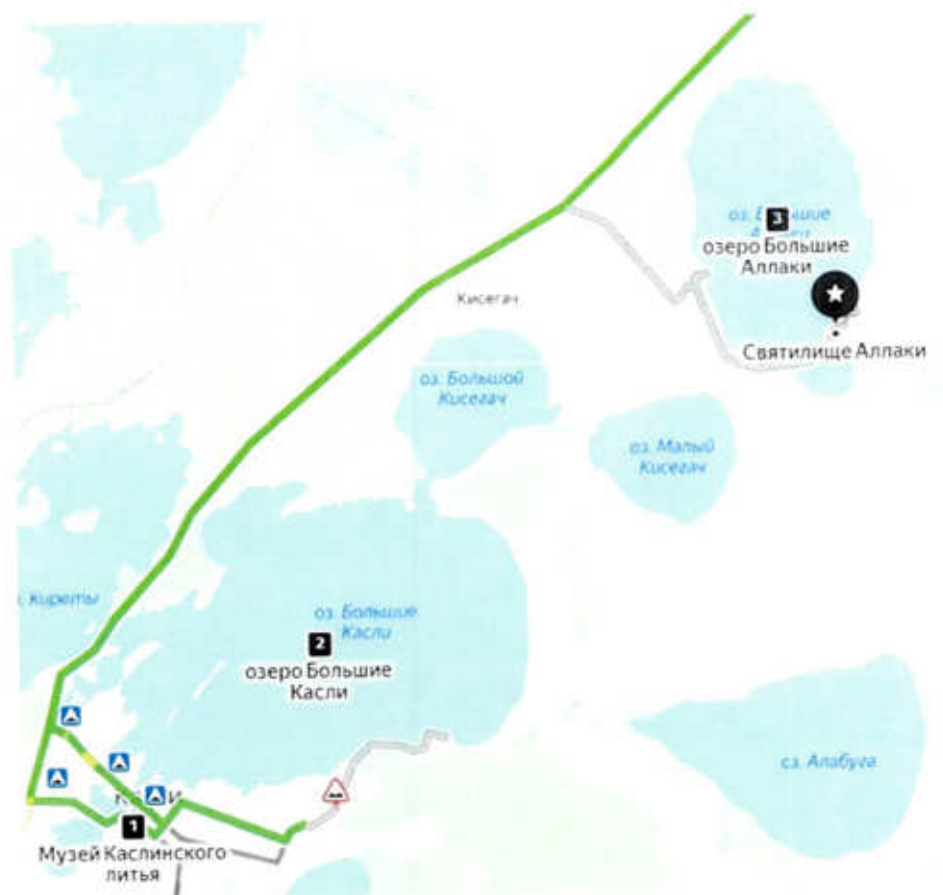 оз.
3
озеро Большие
Аллаки
Кисегач
Святилище Аллаки
оз. Большой
Кисегач
оз. Малый
Кисегач
Киреты
оз. Большие
Касли
2
озеро Большие
Касли
оз. Алабуга
1
Музей Каслинского
литья